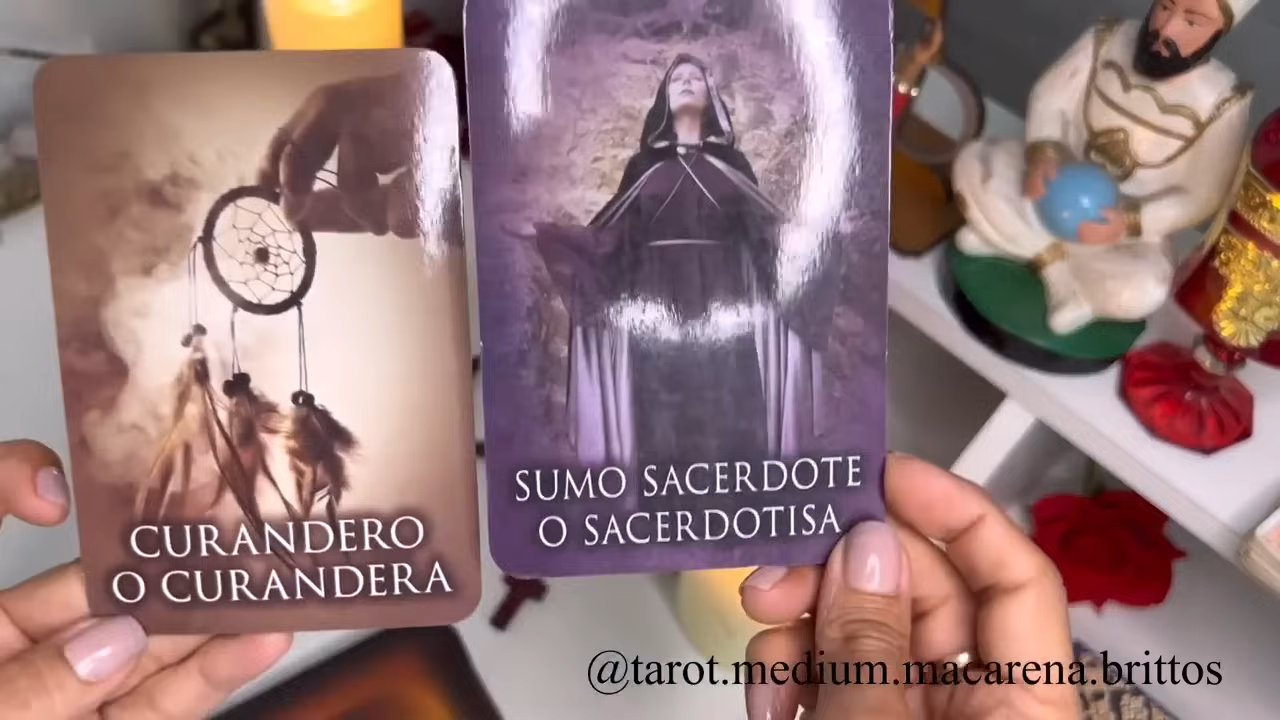 CURANDERO
O CURANDERA
SUMO SACERDOTE
O SACERDOTISA
@tarot.medium.macarena.brittos